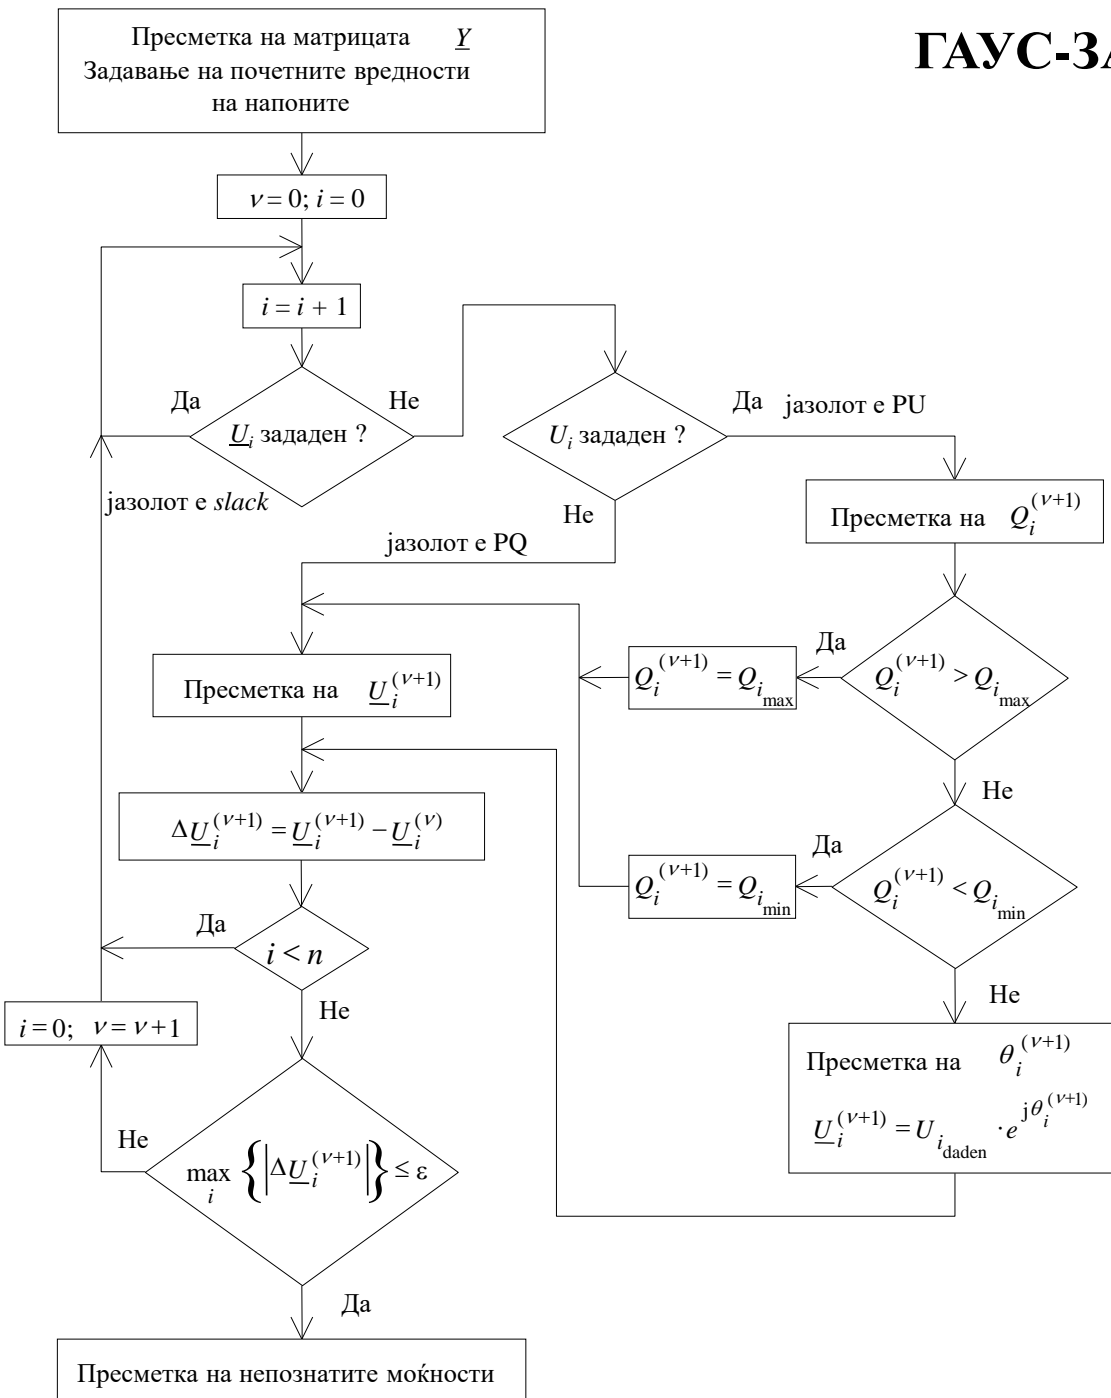 ГАУС-ЗА
Пресметка на матрицата Y
Задавање на почетните вредности
на напоните
ν = 0; i = 0
i = i + 1
Да
Не
U_i зададен ?
јазолот е slack
U_i зададен ?
Да јазолот е PU
Не
јазолот е PQ
Пресметка на Q_i^(ν+1)
Да
Q_i^(ν+1) > Q_i_max
Q_i^(ν+1) = Q_i_max
Не
Пресметка на U_i^(ν+1)
ΔU_i^(ν+1) = U_i^(ν+1) − U_i^(ν)
Да
Q_i^(ν+1) < Q_i_min
Q_i^(ν+1) = Q_i_min
Не
Да
i < n
Не
i = 0; ν = ν+1
Пресметка на θ_i^(ν+1)
U_i^(ν+1) = U_i_daden · e^jθ_i^(ν+1)
Не
max_i {|ΔU_i^(ν+1)|} ≤ ε
Да
Пресметка на непознатите моќности